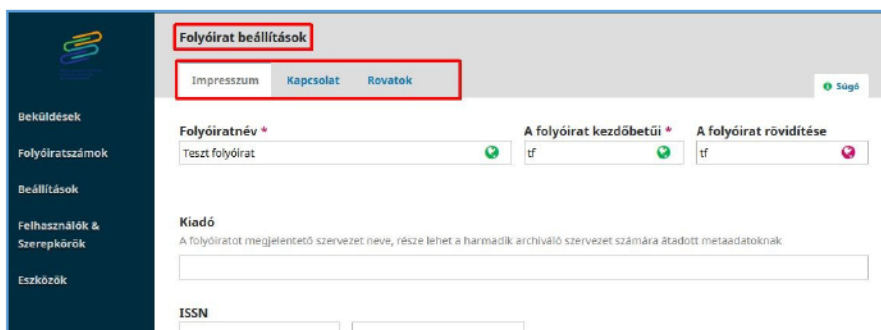 Folyóirat beállítások
Impresszum Kapcsolat Rovatok
Súgó
Beküldések
Folyóiratszámok
Beállítások
Felhasználók &
Szerepkörök
Eszközök
Folyóiratnév * A folyóirat kezdőbetűi * A folyóirat rövidítése
Teszt folyóirat tf tf
Kiadó
A folyóiratot megjelentető szervezet neve, része lehet a harmadik archiváló szervezet számára átadott metaadatoknak
ISSN